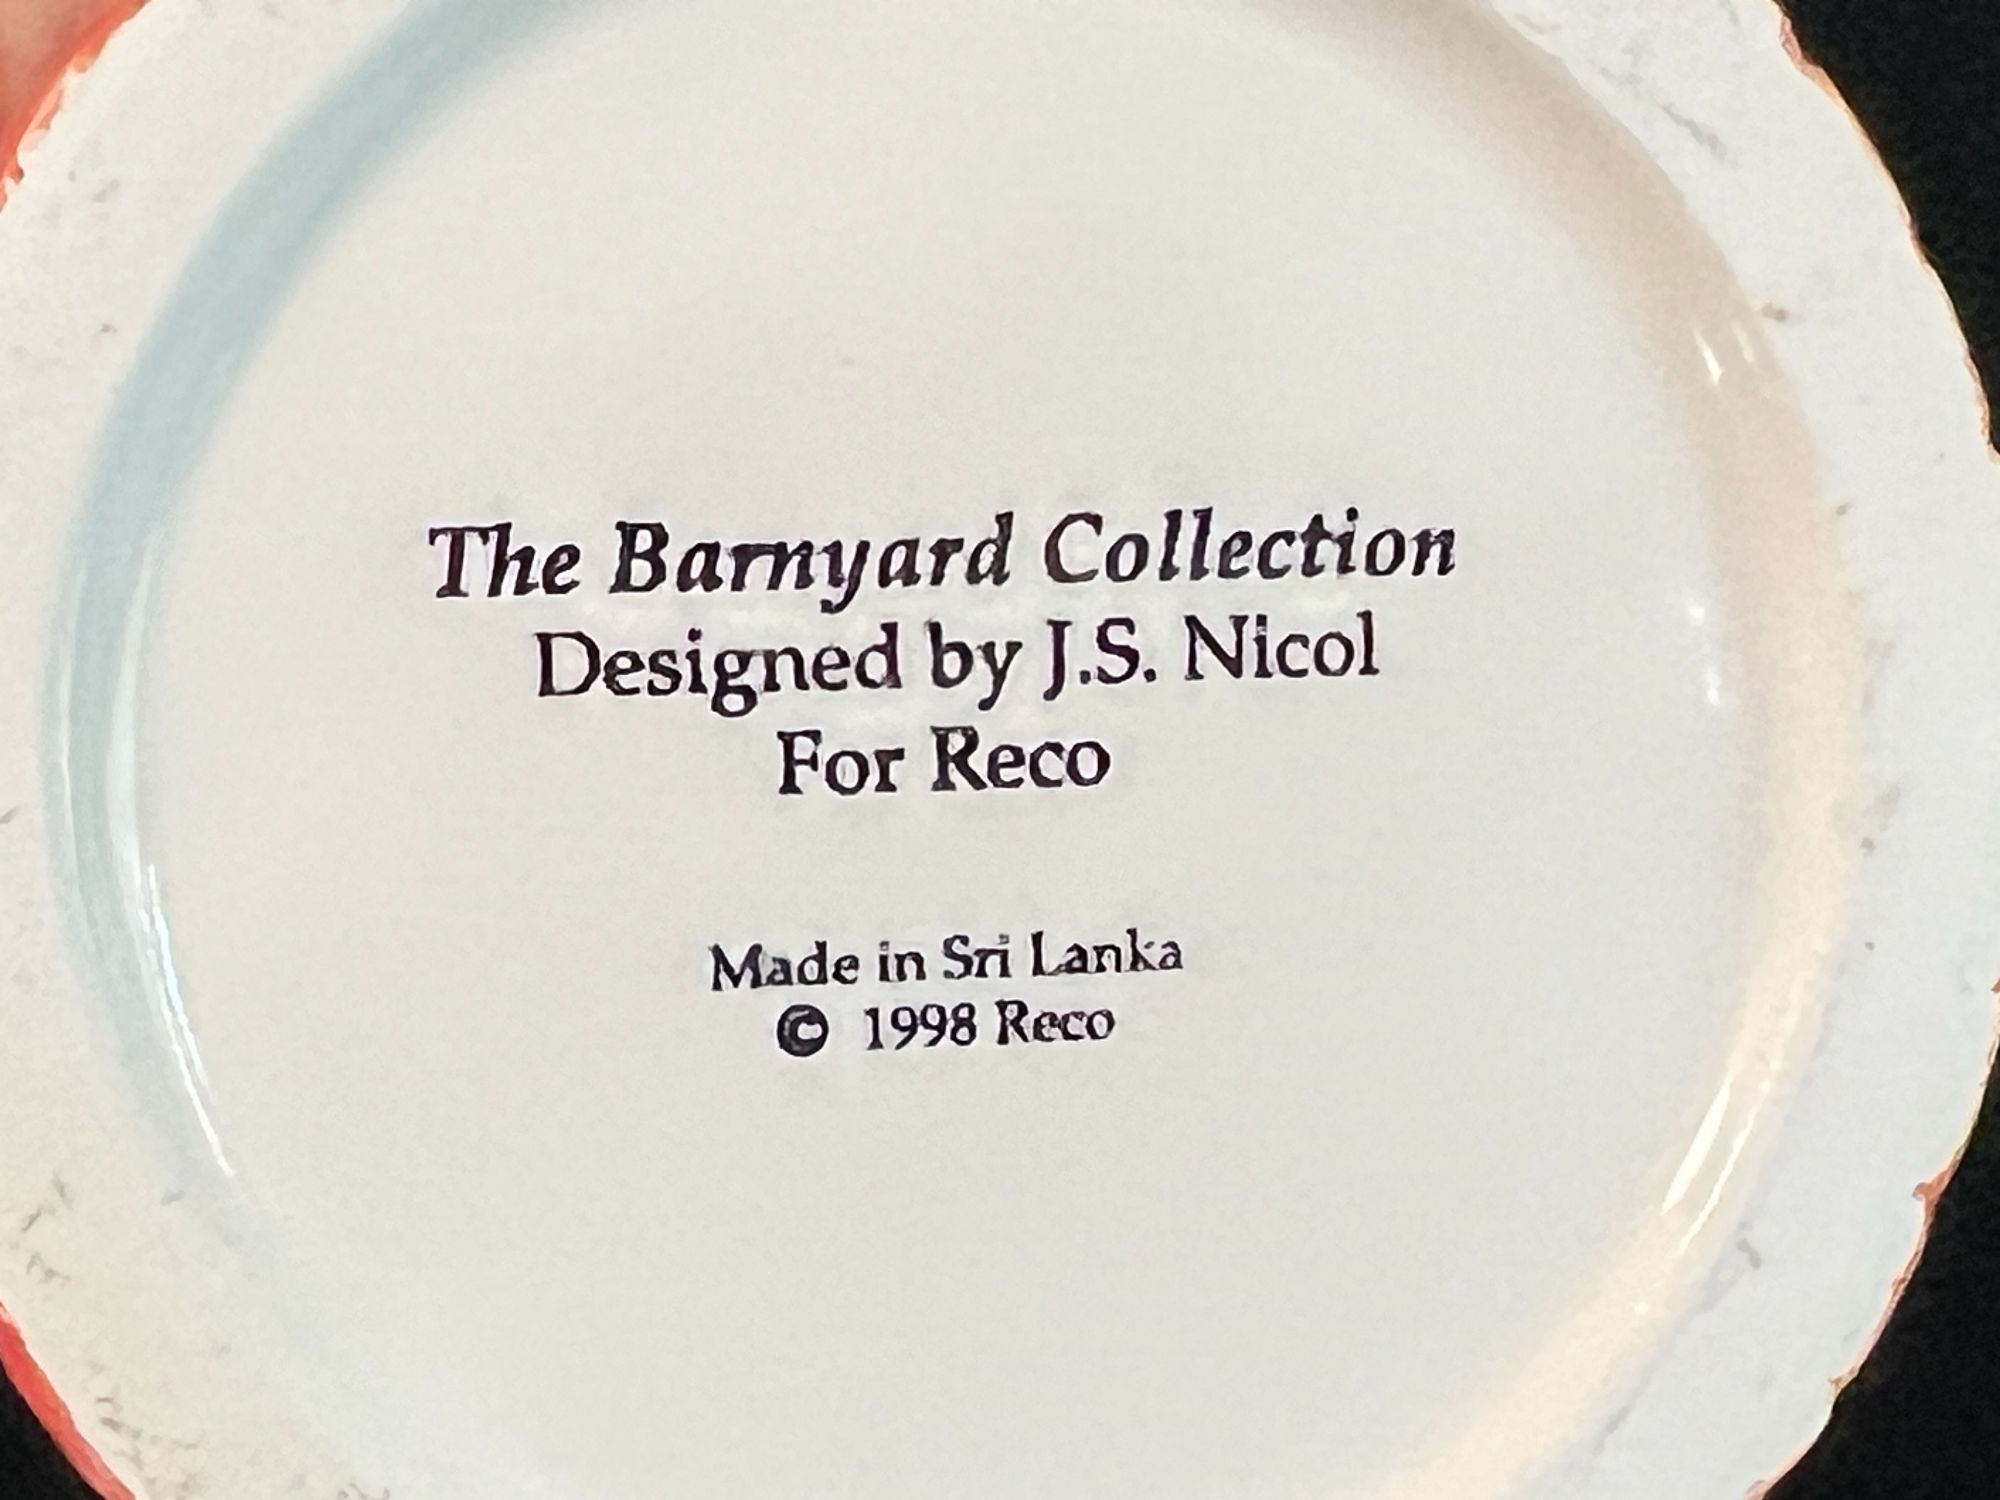 The Barnyard Collection
Designed by J.S. Nicol
For Reco
Made in Sri Lanka
© 1998 Reco